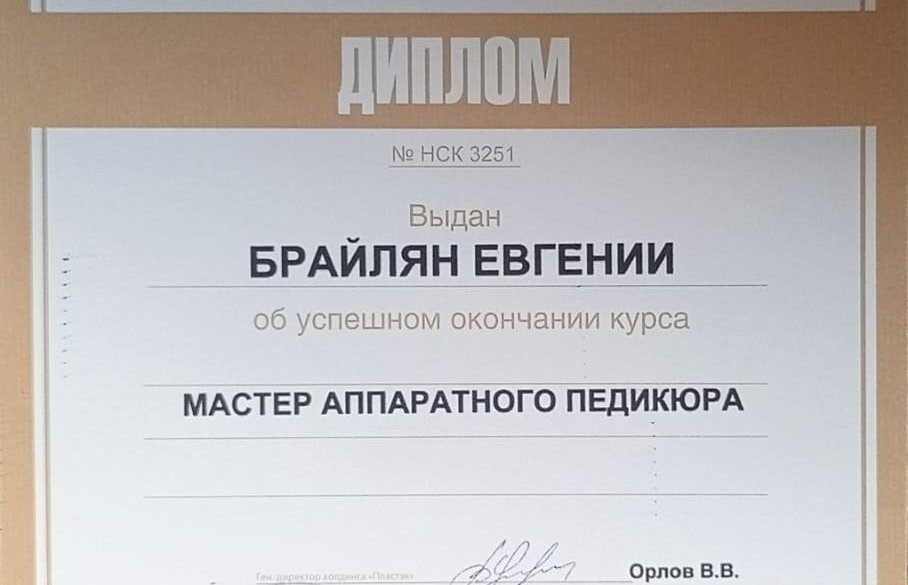 ДИПЛОМ
№ НСК 3251
Выдан
БРАЙЛЯН ЕВГЕНИИ
об успешном окончании курса
МАСТЕР АППАРАТНОГО ПЕДИКЮРА
Ген. директор холдинга «Пластэк» Орлов В.В.